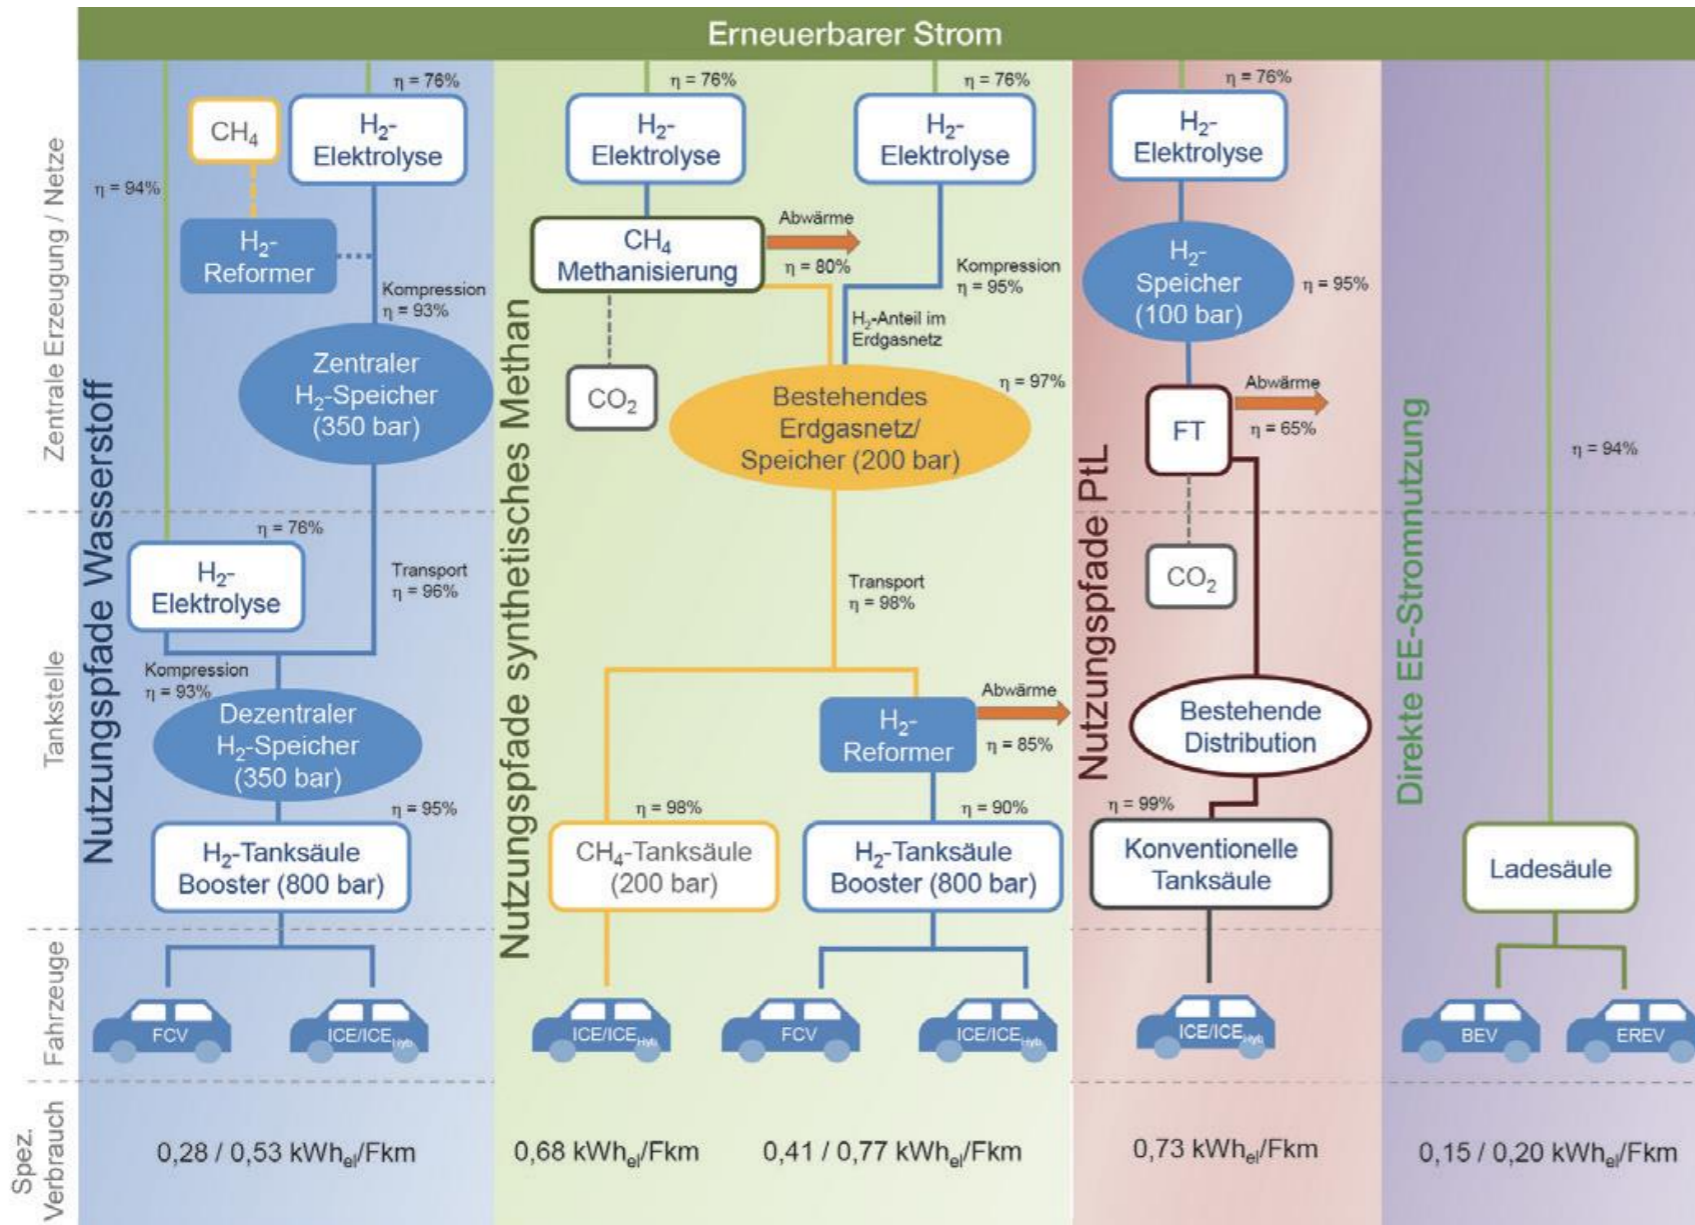 Erneuerbarer Strom
Zentrale Erzeugung / Netze
Tankstelle
Fahrzeuge
Spez.
Verbrauch
Nutzungspfade Wasserstoff
η = 94%
CH₄
η = 76%
H₂-
Elektrolyse
H₂-
Reformer
Kompression
η = 93%
Zentraler
H₂-Speicher
(350 bar)
η = 76%
H₂-
Elektrolyse
Transport
η = 96%
Kompression
η = 93%
Dezentraler
H₂-Speicher
(350 bar)
η = 95%
H₂-Tanksäule
Booster (800 bar)
FCV
ICE/ICE Hyb
0,28 / 0,53 kWhel/Fkm
Nutzungspfade synthetisches Methan
η = 76%
H₂-
Elektrolyse
η = 76%
H₂-
Elektrolyse
CH₄
Methanisierung
Abwärme
η = 80%
Kompression
η = 95%
H₂-Anteil im
Erdgasnetz
CO₂
η = 97%
Bestehendes
Erdgasnetz/
Speicher (200 bar)
Transport
η = 98%
H₂-
Reformer
Abwärme
η = 85%
η = 98%
CH₄-Tanksäule
(200 bar)
η = 90%
H₂-Tanksäule
Booster (800 bar)
ICE/ICE Hyb
FCV
ICE/ICE Hyb
0,68 kWhel/Fkm
0,41 / 0,77 kWhel/Fkm
Nutzungspfade PtL
η = 76%
H₂-
Elektrolyse
H₂-
Speicher
(100 bar)
η = 95%
FT
Abwärme
η = 65%
CO₂
Bestehende
Distribution
η = 99%
Konventionelle
Tanksäule
ICE/ICE Hyb
0,73 kWhel/Fkm
Direkte EE-Stromnutzung
η = 94%
Ladesäule
BEV
EREV
0,15 / 0,20 kWhel/Fkm